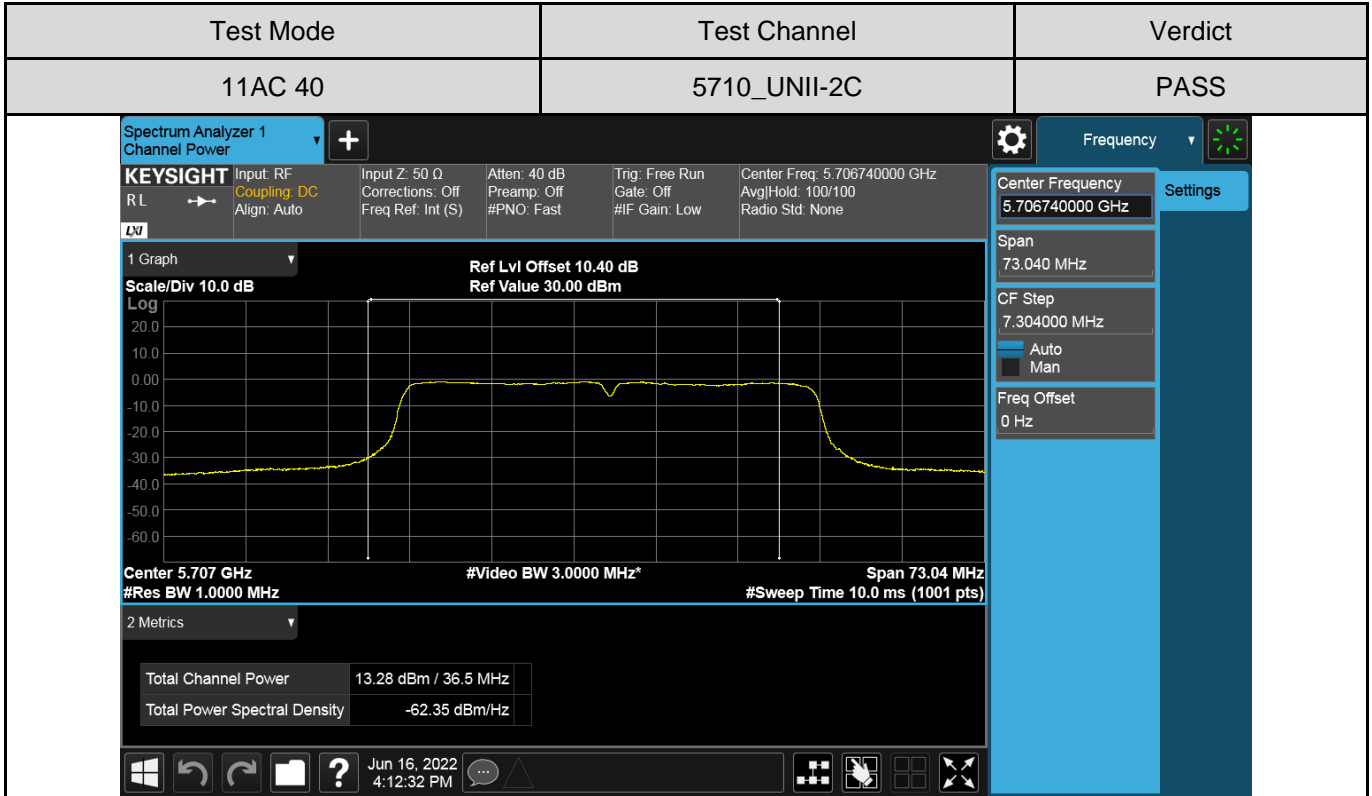 Test Mode Test Channel Verdict
11AC 40 5710_UNII-2C PASS
Spectrum Analyzer 1
Channel Power
Frequency
KEYSIGHT Input: RF Input Z: 50 Ω Atten: 40 dB Trig: Free Run Center Freq: 5.706740000 GHz
RL Coupling: DC Corrections: Off Preamp: Off Gate: Off Avg|Hold: 100/100
Align: Auto Freq Ref: Int (S) #PNO: Fast #IF Gain: Low Radio Std: None
LXI
Center Frequency
5.706740000 GHz
Settings
Span
73.040 MHz
CF Step
7.304000 MHz
Auto
Man
Freq Offset
0 Hz
1 Graph
Ref Lvl Offset 10.40 dB
Scale/Div 10.0 dB Ref Value 30.00 dBm
Log
20.0
10.0
0.00
-10.0
-20.0
-30.0
-40.0
-50.0
-60.0
Center 5.707 GHz #Video BW 3.0000 MHz* Span 73.04 MHz
#Res BW 1.0000 MHz #Sweep Time 10.0 ms (1001 pts)
2 Metrics
Total Channel Power 13.28 dBm / 36.5 MHz
Total Power Spectral Density -62.35 dBm/Hz
? Jun 16, 2022
4:12:32 PM